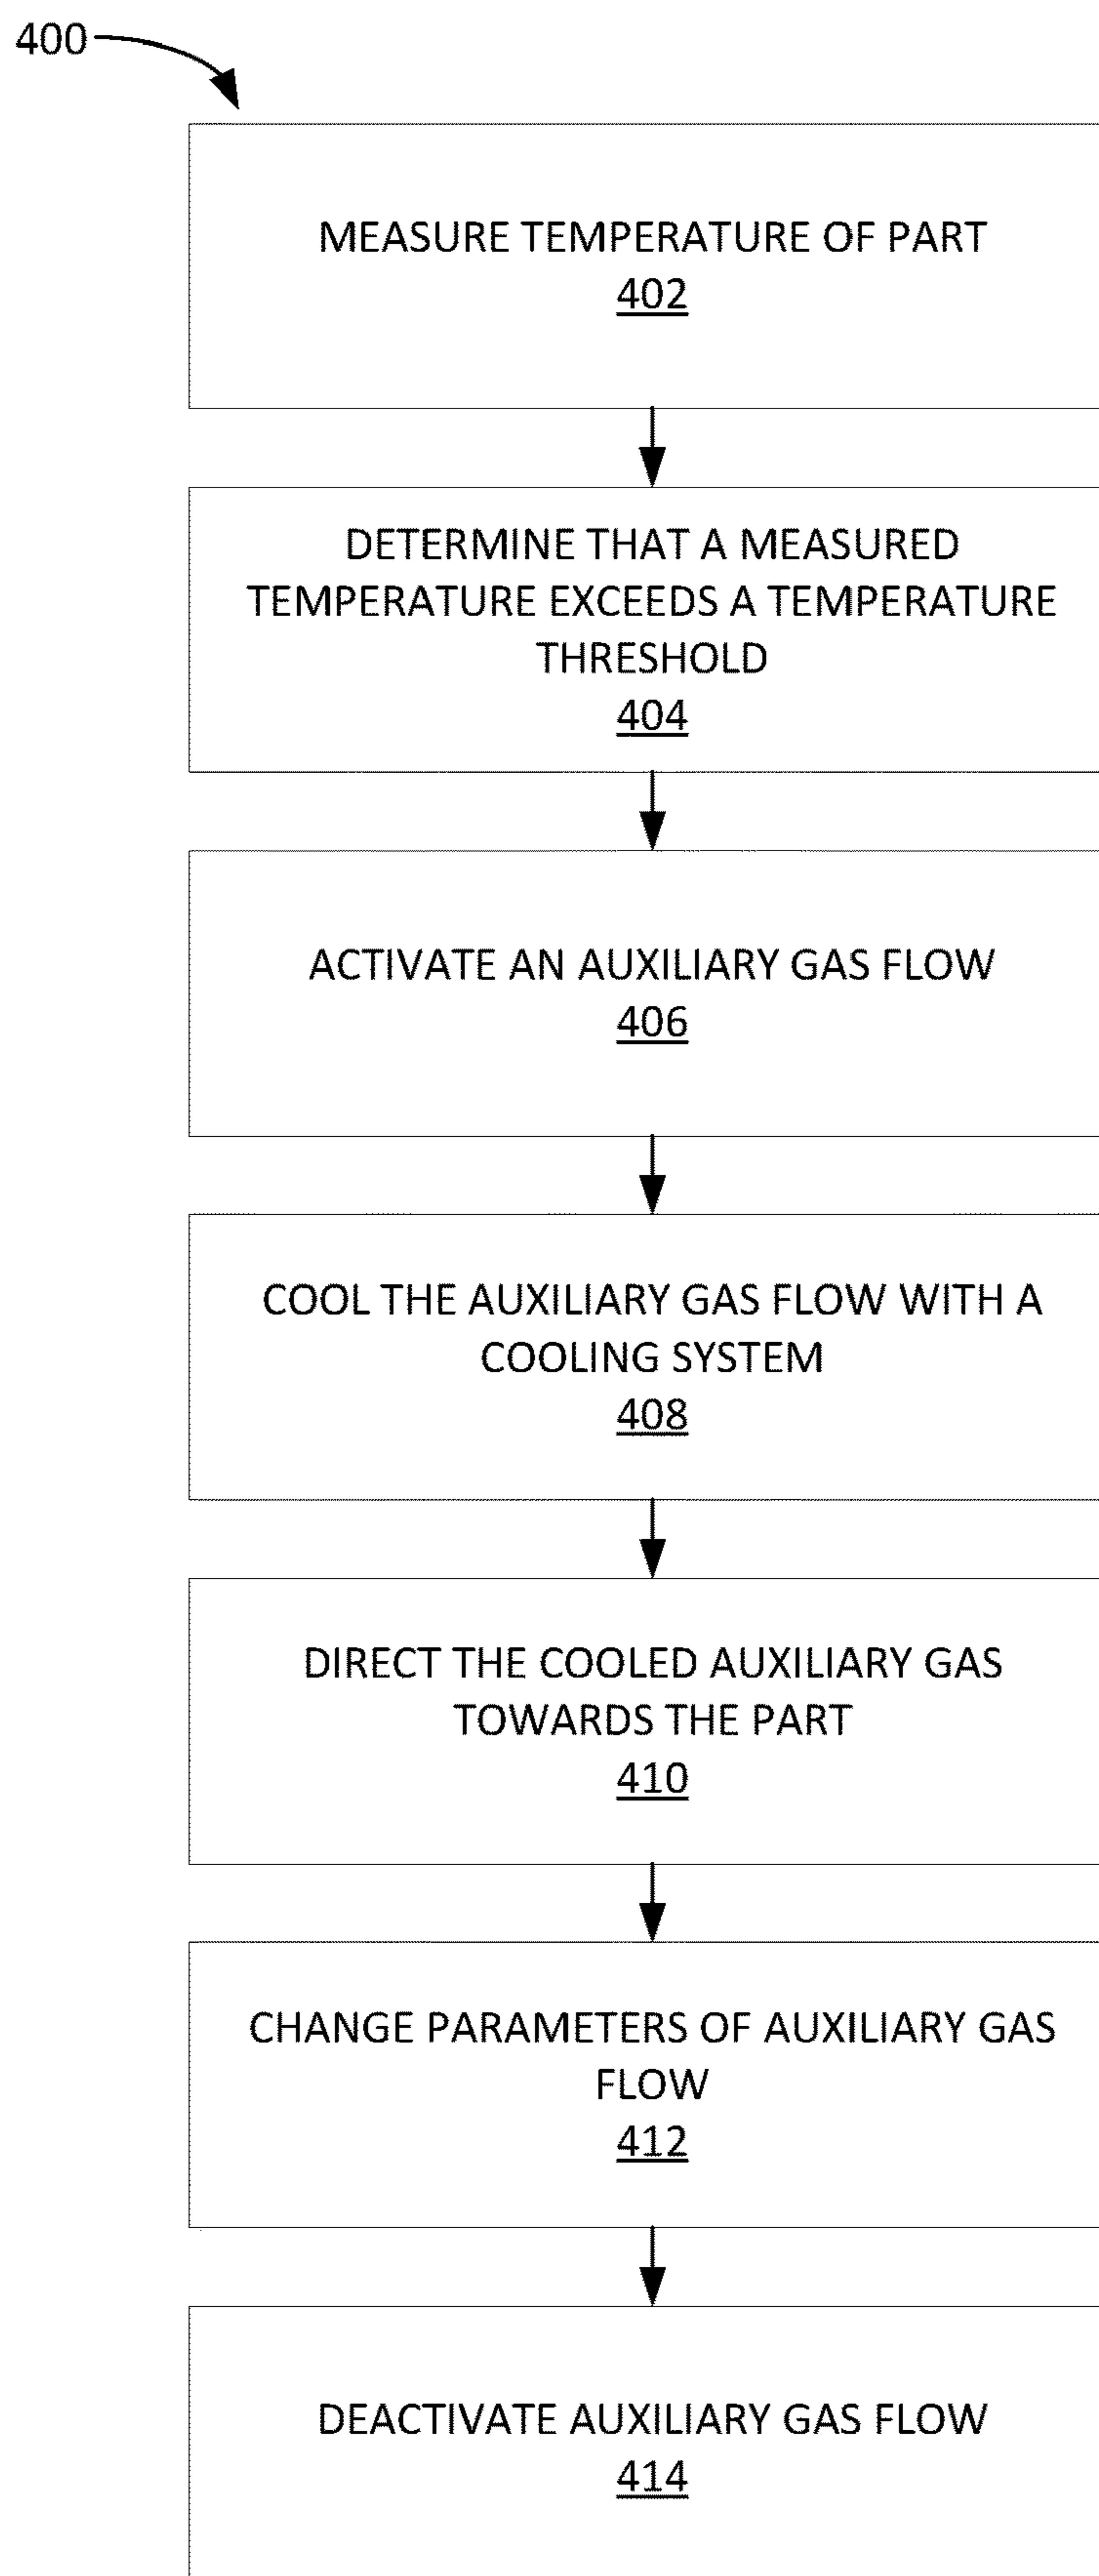 400
MEASURE TEMPERATURE OF PART
402
DETERMINE THAT A MEASURED
TEMPERATURE EXCEEDS A TEMPERATURE
THRESHOLD
404
ACTIVATE AN AUXILIARY GAS FLOW
406
COOL THE AUXILIARY GAS FLOW WITH A
COOLING SYSTEM
408
DIRECT THE COOLED AUXILIARY GAS
TOWARDS THE PART
410
CHANGE PARAMETERS OF AUXILIARY GAS
FLOW
412
DEACTIVATE AUXILIARY GAS FLOW
414